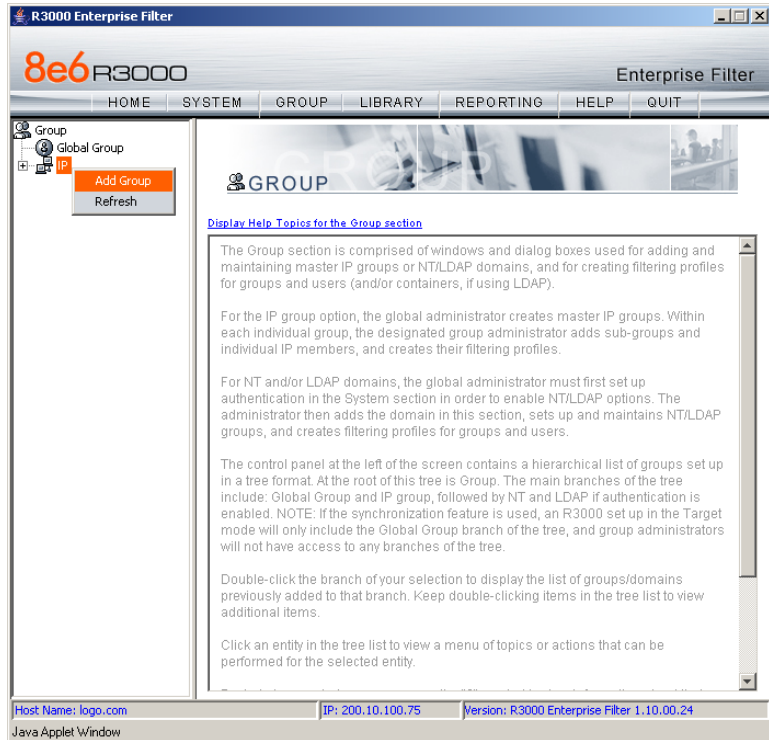 R3000 Enterprise Filter
8e6 R3000
Enterprise Filter
HOME SYSTEM GROUP LIBRARY REPORTING HELP QUIT
Group
Global Group
IP
Add Group
Refresh
GROUP
GROUP
Display Help Topics for the Group section
The Group section is comprised of windows and dialog boxes used for adding and
maintaining master IP groups or NT/LDAP domains, and for creating filtering profiles
for groups and users (and/or containers, if using LDAP).
For the IP group option, the global administrator creates master IP groups. Within
each individual group, the designated group administrator adds sub-groups and
individual IP members, and creates their filtering profiles.
For NT and/or LDAP domains, the global administrator must first set up
authentication in the System section in order to enable NT/LDAP options. The
administrator then adds the domain in this section, sets up and maintains NT/LDAP
groups, and creates filtering profiles for groups and users.
The control panel at the left of the screen contains a hierarchical list of groups set up
in a tree format. At the root of this tree is Group. The main branches of the tree
include: Global Group and IP group, followed by NT and LDAP if authentication is
enabled. NOTE: If the synchronization feature is used, an R3000 set up in the Target
mode will only include the Global Group branch of the tree, and group administrators
will not have access to any branches of the tree.
Double-click the branch of your selection to display the list of groups/domains
previously added to that branch. Keep double-clicking items in the tree list to view
additional items.
Click an entity in the tree list to view a menu of topics or actions that can be
performed for the selected entity.
Host Name: logo.com IP: 200.10.100.75 Version: R3000 Enterprise Filter 1.10.00.24
Java Applet Window